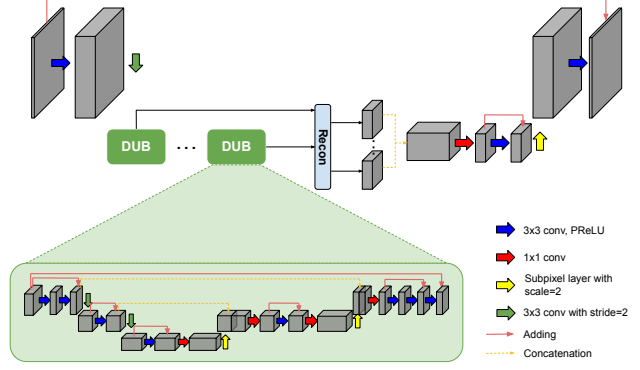 DUB
...
DUB
Recon
3x3 conv, PReLU
1x1 conv
Subpixel layer with
scale=2
3x3 conv with stride=2
Adding
Concatenation